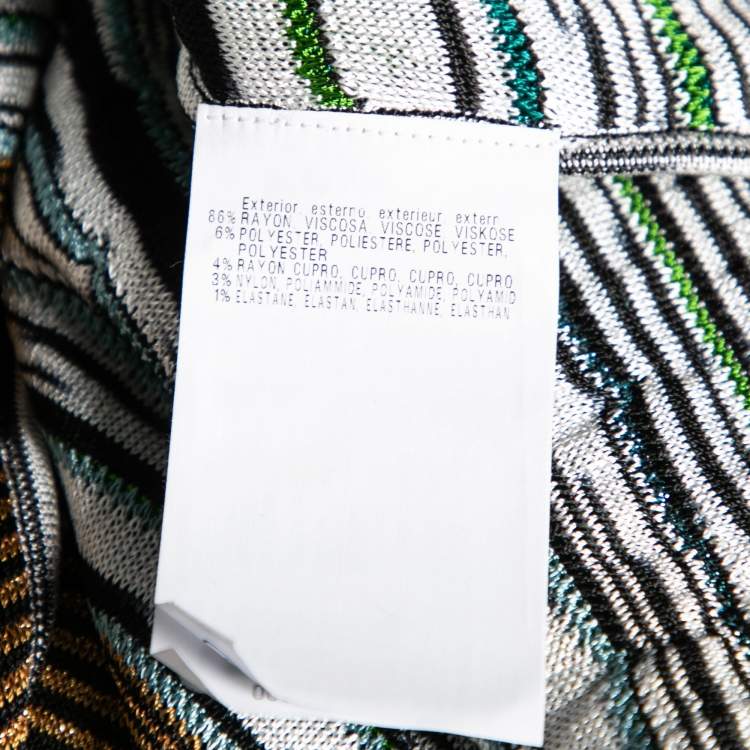 Exterior, esterno, exterieur, extern
86% RAYON, VISCOSA, VISCOSE, VISKOSE
6% POLYESTER, POLIESTERE, POLYESTER,
POLYESTER
4% RAYON CUPRO, CUPRO, CUPRO, CUPRO
3% NYLON, POLIAMMIDE, POLYAMIDE, POLYAMID
1% ELASTANE, ELASTAN, ELASTHANNE, ELASTHAN